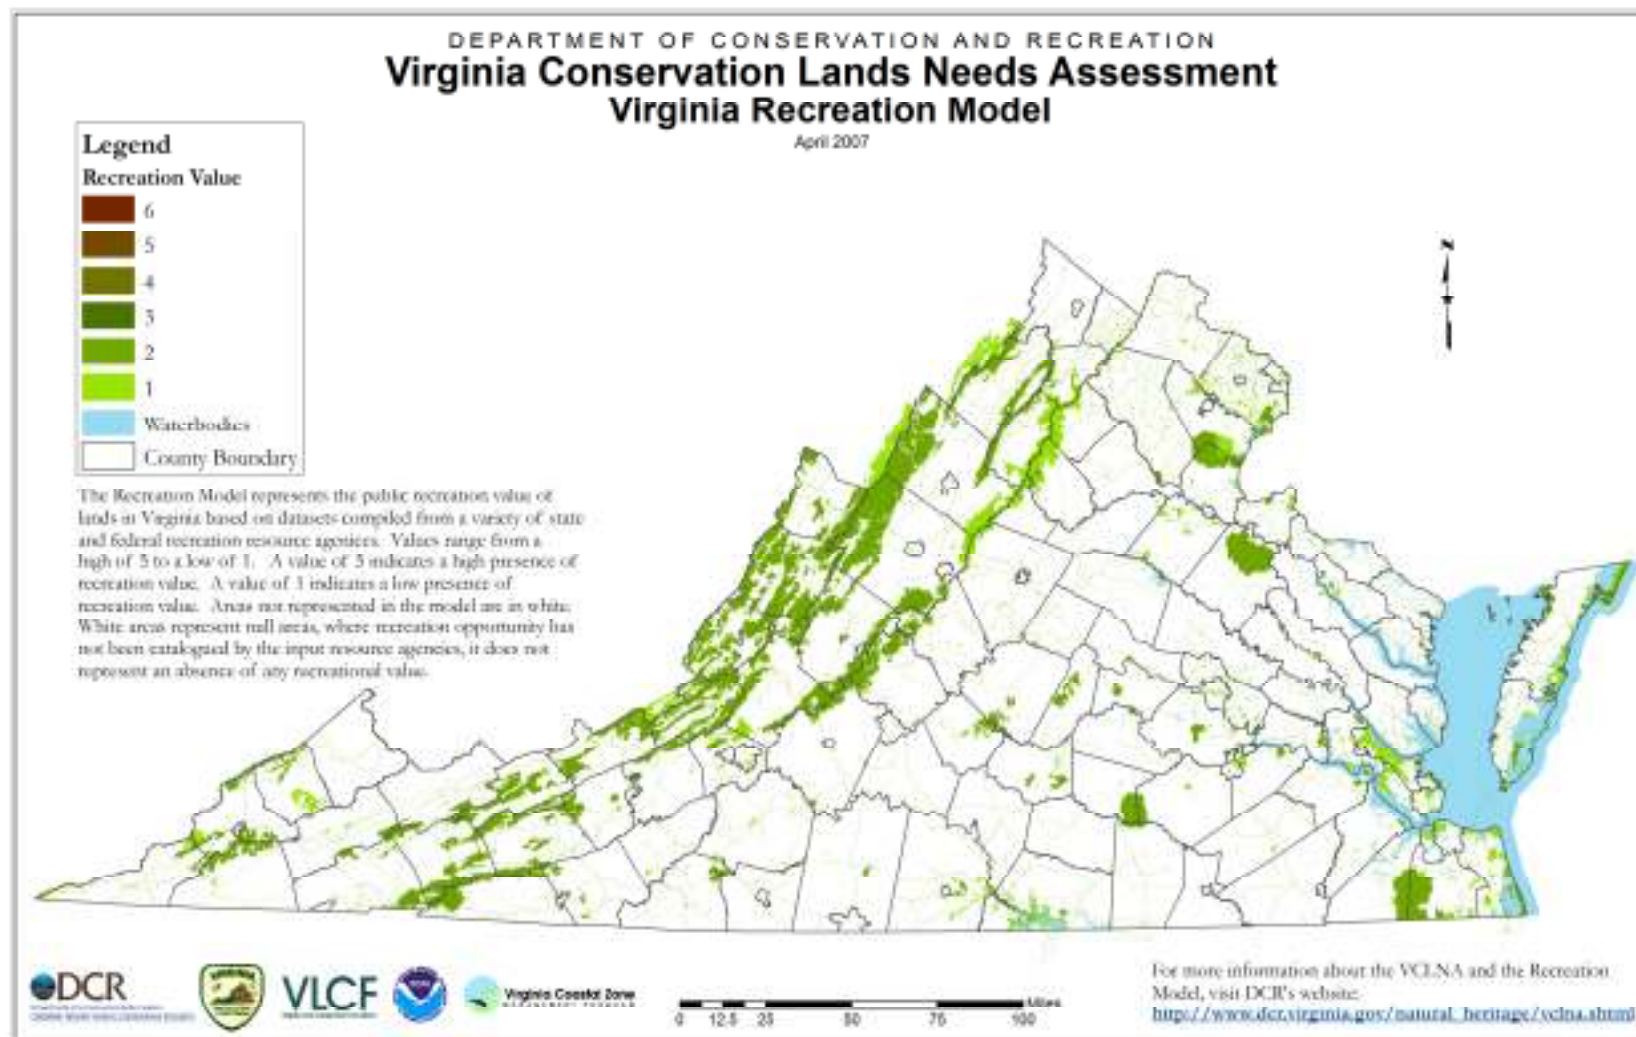 DEPARTMENT OF CONSERVATION AND RECREATION
Virginia Conservation Lands Needs Assessment
Virginia Recreation Model
April 2007
Legend
Recreation Value
6
5
4
3
2
1
Waterbodies
County Boundary
The Recreation Model represents the public recreation value of
lands in Virginia based on datasets compiled from a variety of state
and federal recreation resource agencies. Values range from a
high of 5 to a low of 1. A value of 5 indicates a high presence of
recreation value. A value of 1 indicates a low presence of
recreation value. Areas not represented in the model are in white.
White areas represent null areas, where recreation opportunity has
not been catalogued by the input resource agencies, it does not
represent an absence of any recreational value.
N
DCR
VIRGINIA
VLCF
NOAA
Virginia Coastal Zone
Miles
0 12.5 25 50 75 100
For more information about the VCLNA and the Recreation
Model, visit DCR's website:
http://www.dcr.virginia.gov/natural_heritage/vclna.shtml